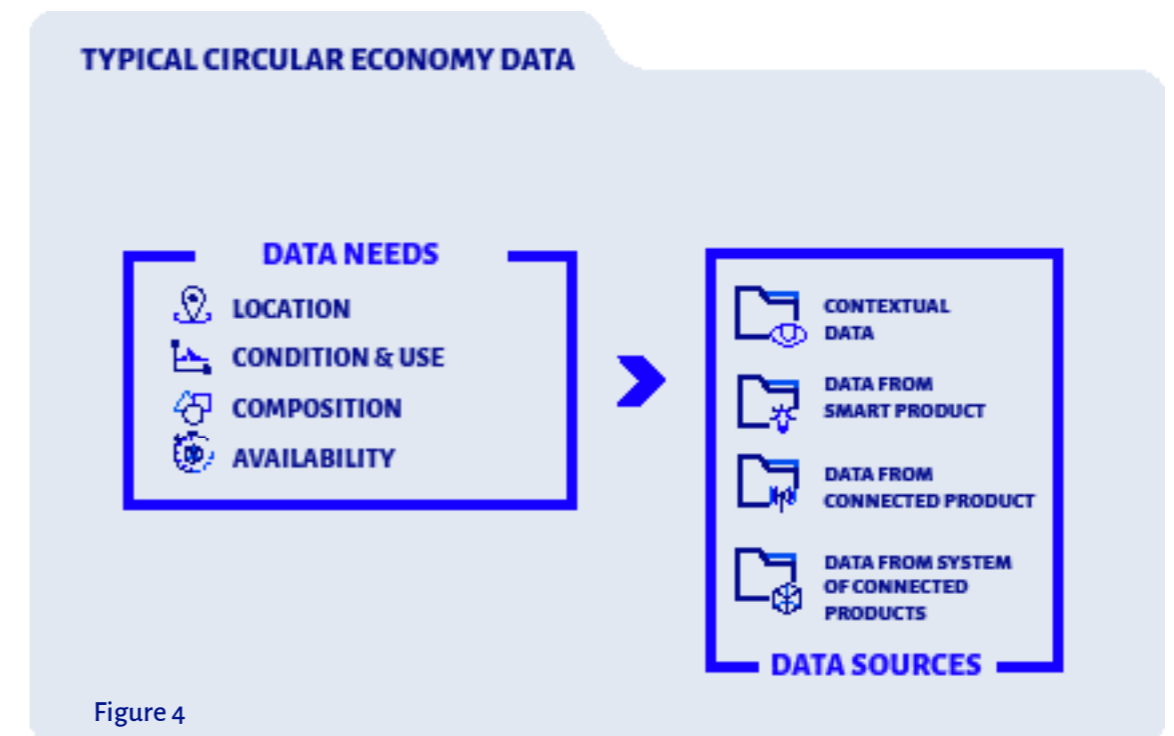 TYPICAL CIRCULAR ECONOMY DATA
DATA NEEDS
LOCATION
CONDITION & USE
COMPOSITION
AVAILABILITY
CONTEXTUAL
DATA
DATA FROM
SMART PRODUCT
DATA FROM
CONNECTED PRODUCT
DATA FROM SYSTEM
OF CONNECTED
PRODUCTS
DATA SOURCES
Figure 4